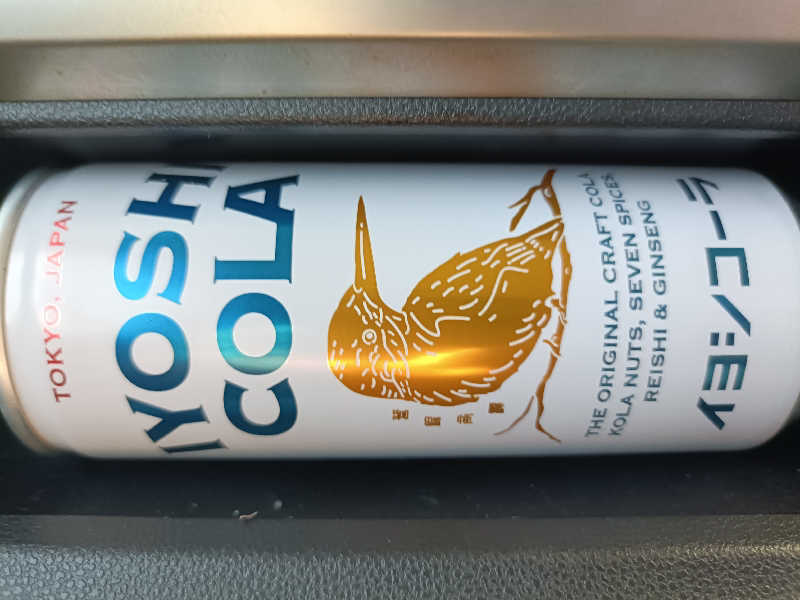 TOKYO, JAPAN
IYOSHI
COLA
THE ORIGINAL CRAFT COLA
KOLA NUTS, SEVEN SPICES,
REISHI & GINSENG
イヨシコーラ